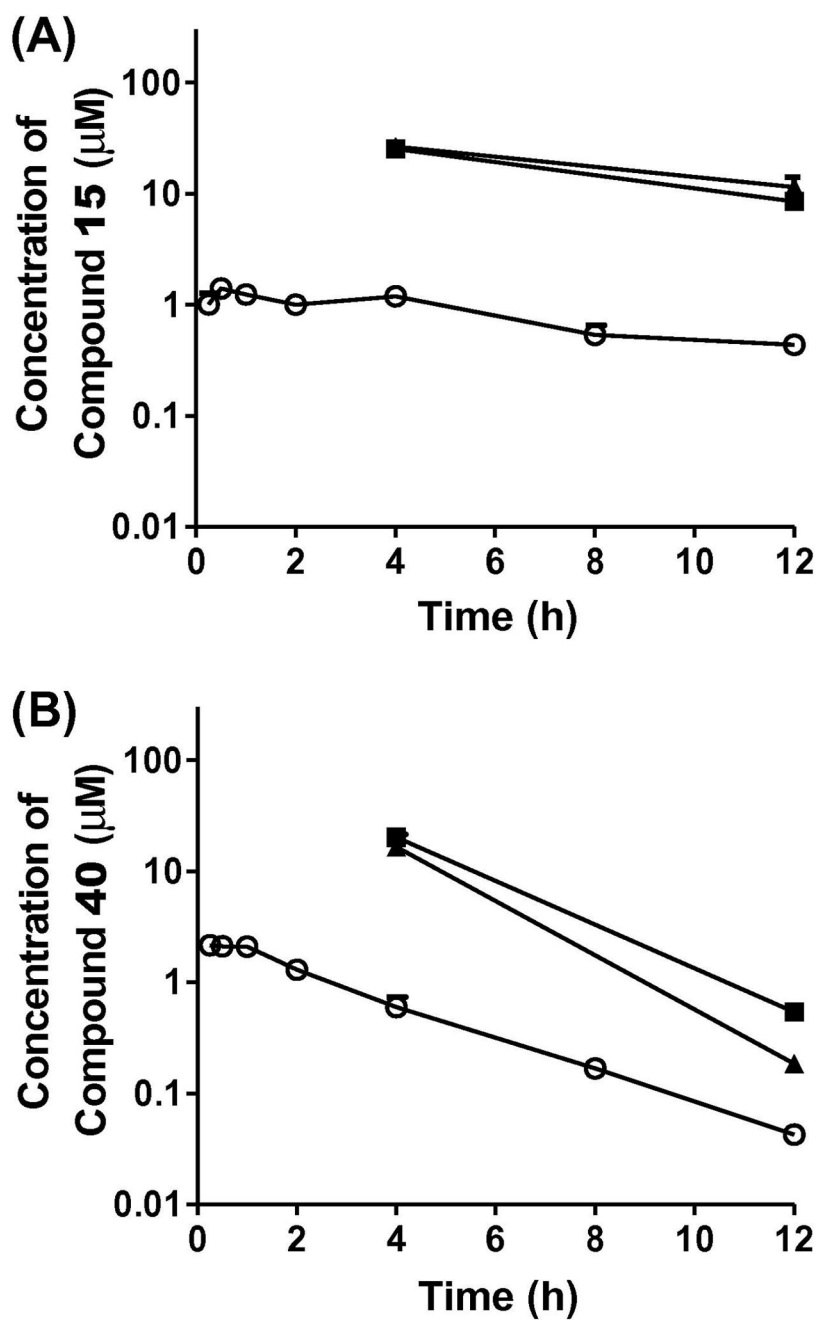 (A)
Concentration of
Compound 15 (μM)
100
10
1
0.1
0.01
0 2 4 6 8 10 12
Time (h)
(B)
Concentration of
Compound 40 (μM)
100
10
1
0.1
0.01
0 2 4 6 8 10 12
Time (h)